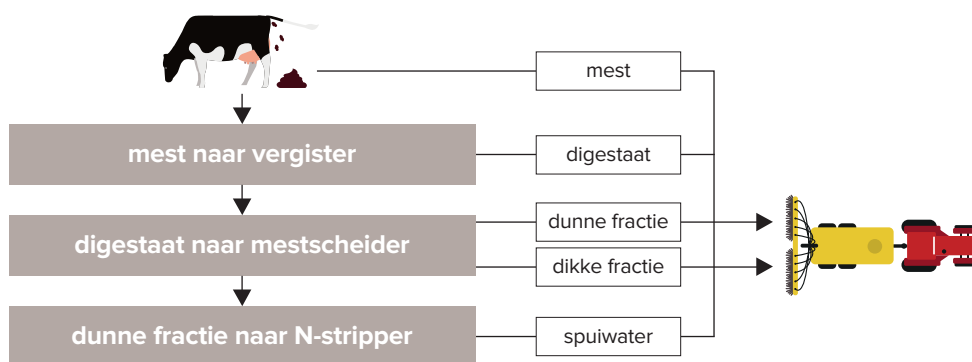 mest
mest naar vergister
digestaat
digestaat naar mestscheider
dunne fractie
dikke fractie
dunne fractie naar N-stripper
spuiwater